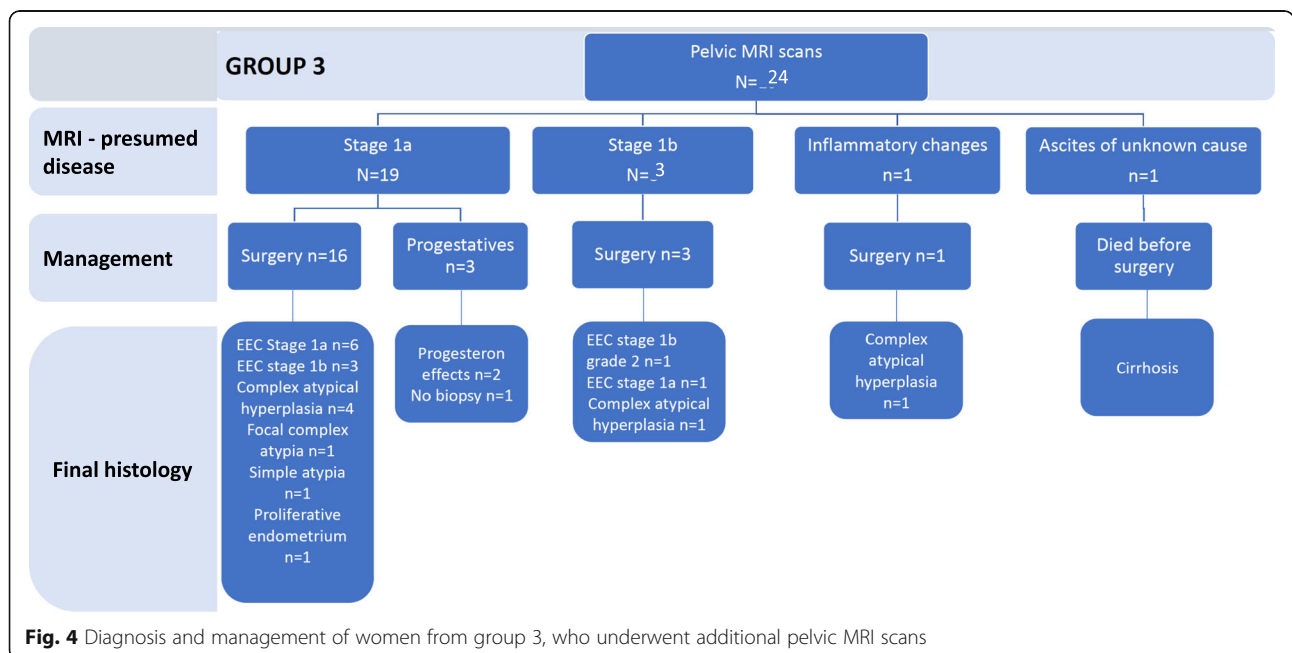 GROUP 3
Pelvic MRI scans
N=24
MRI - presumed
disease
Stage 1a
N=19
Stage 1b
N=3
Inflammatory changes
n=1
Ascites of unknown cause
n=1
Management
Surgery n=16
Progestatives
n=3
Surgery n=3
Surgery n=1
Died before
surgery
Final histology
EEC Stage 1a n=6
EEC stage 1b n=3
Complex atypical
hyperplasia n=4
Focal complex
atypia n=1
Simple atypia
n=1
Proliferative
endometrium
n=1
Progesteron
effects n=2
No biopsy n=1
EEC stage 1b
grade 2 n=1
EEC stage 1a n=1
Complex atypical
hyperplasia n=1
Complex
atypical
hyperplasia
n=1
Cirrhosis
Fig. 4 Diagnosis and management of women from group 3, who underwent additional pelvic MRI scans